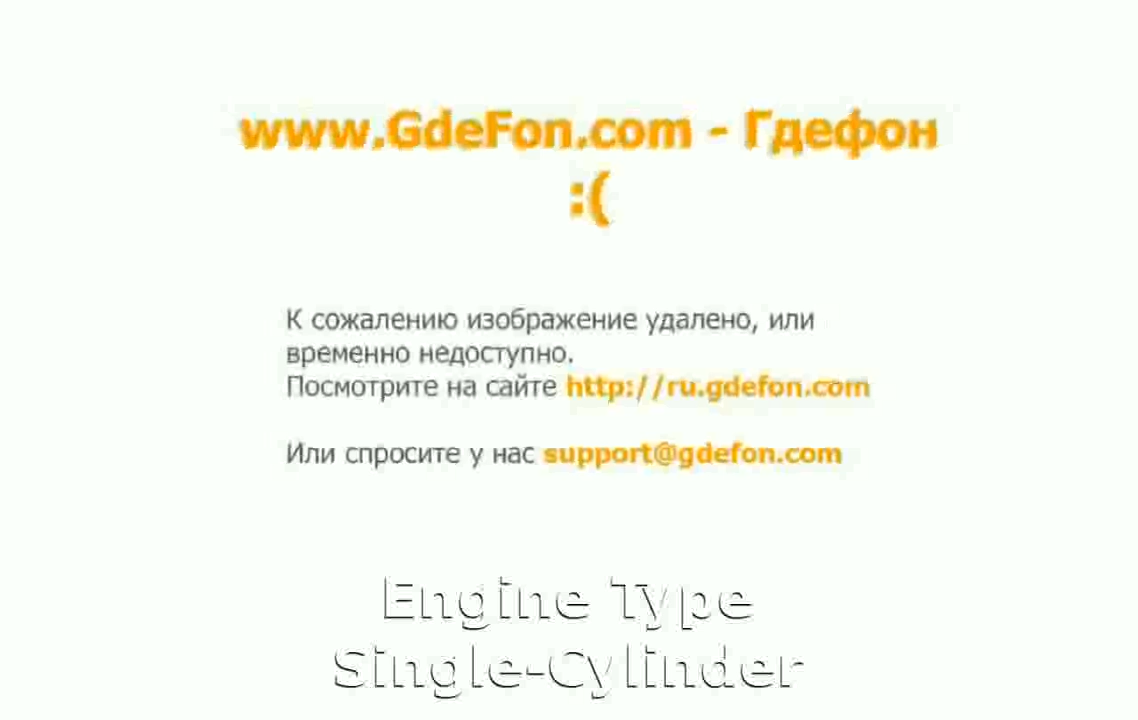 www.GdeFon.com - Гдефон
:(
К сожалению изображение удалено, или
временно недоступно.
Посмотрите на сайте http://ru.gdefon.com
Или спросите у нас support@gdefon.com
Engine Type
Single-Cylinder